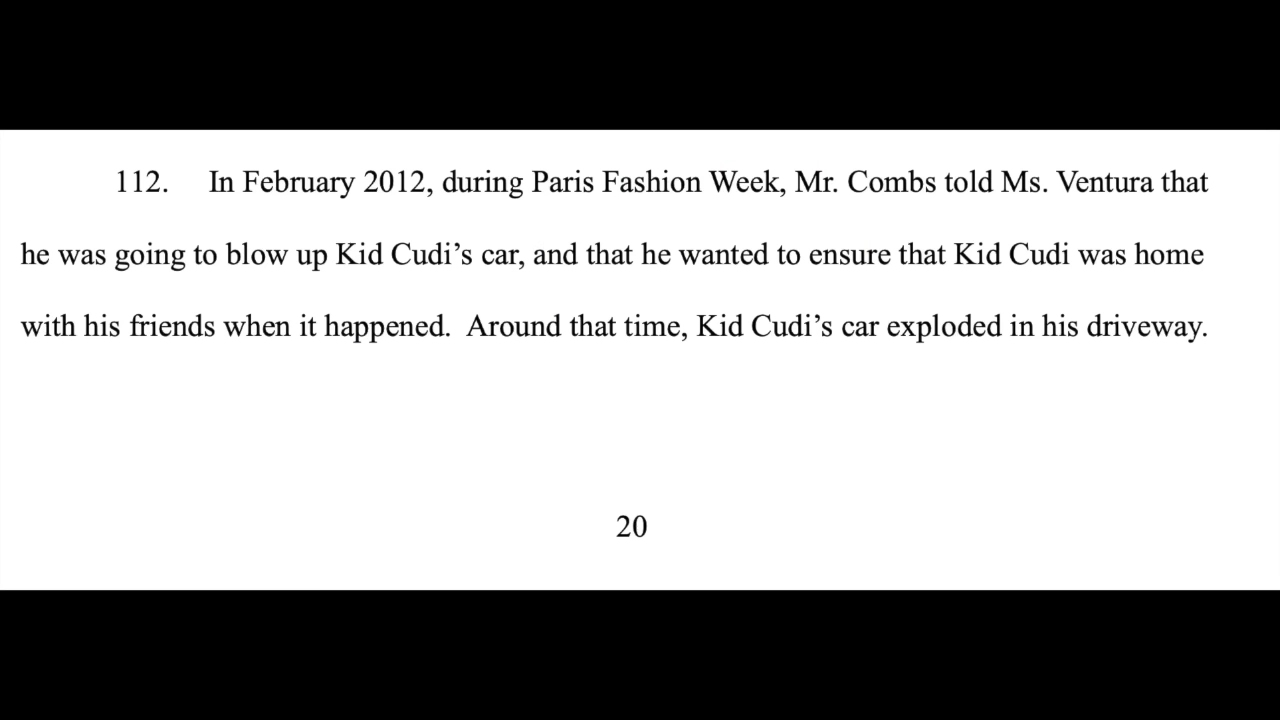 112. In February 2012, during Paris Fashion Week, Mr. Combs told Ms. Ventura that
he was going to blow up Kid Cudi’s car, and that he wanted to ensure that Kid Cudi was home
with his friends when it happened.  Around that time, Kid Cudi’s car exploded in his driveway.
20